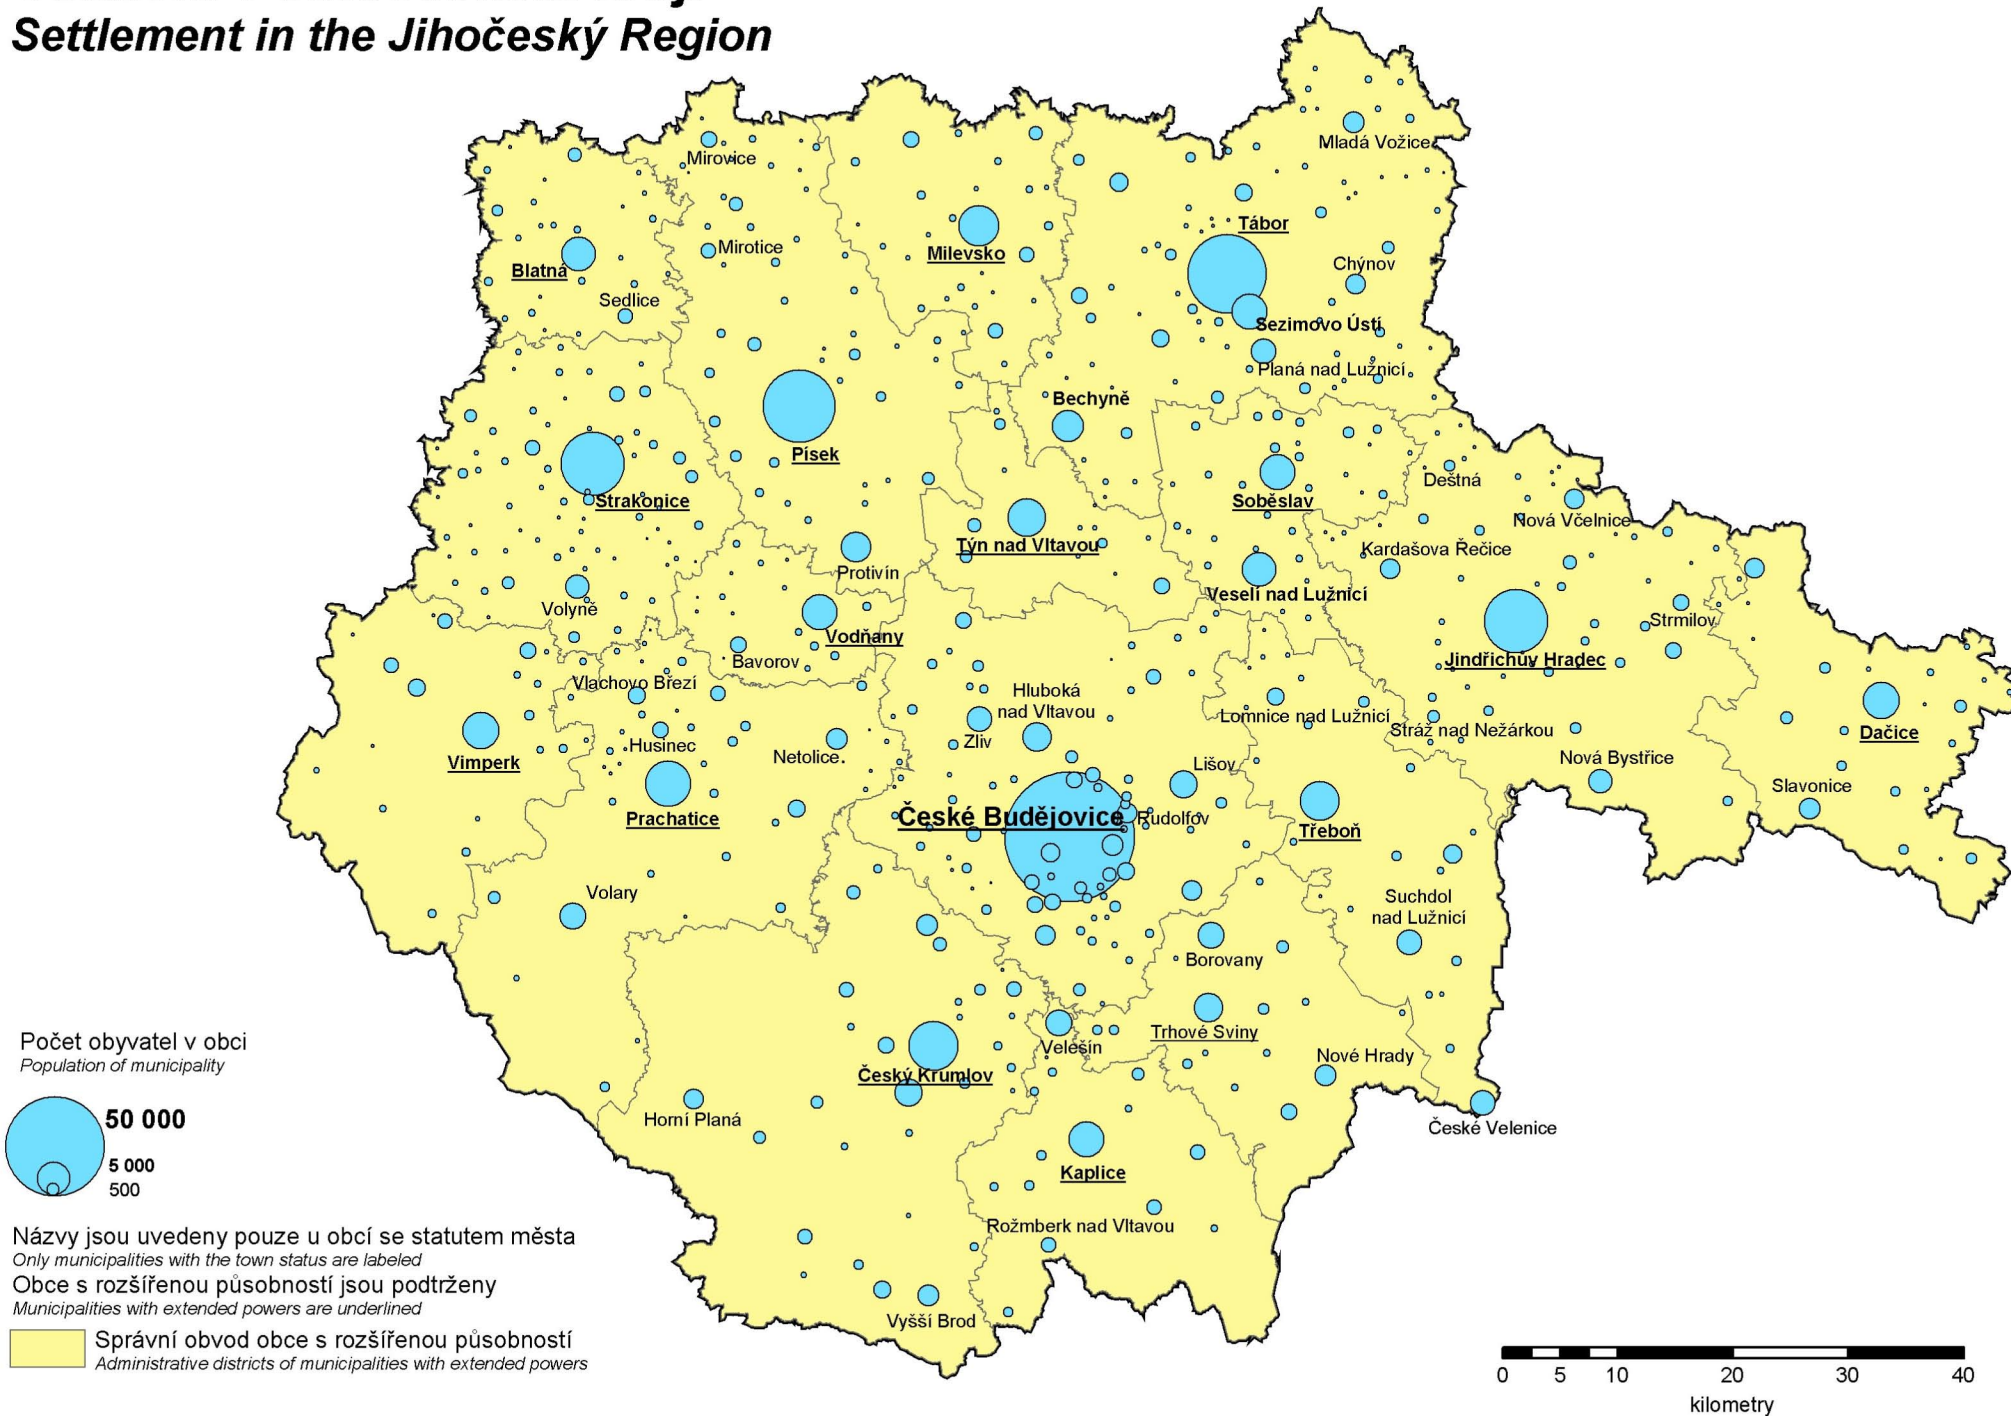 Settlement in the Jihočeský Region
Mladá Vožice
Mirovice
Tábor
Mirotice
Milevsko
Chýnov
Blatná
Sedlice
Sezimovo Ústí
Planá nad Lužnicí
Bechyně
Písek
Deštná
Strakonice
Soběslav
Nová Včelnice
Týn nad Vltavou
Kardašova Řečice
Protivín
Veselí nad Lužnicí
Volyně
Strmilov
Vodňany
Bavorov
Jindřichův Hradec
Vlachovo Březí
Hluboká
nad Vltavou
Lomnice nad Lužnicí
Stráž nad Nežárkou
Dačice
Zliv
Husinec
Netolice
Nová Bystřice
Vimperk
Lišov
Slavonice
České Budějovice
Rudolfov
Prachatice
Třeboň
Volary
Suchdol
nad Lužnicí
Borovany
Trhové Sviny
Velešín
Nové Hrady
Český Krumlov
Horní Planá
České Velenice
Kaplice
Rožmberk nad Vltavou
Vyšší Brod
Počet obyvatel v obci
Population of municipality
50 000
5 000
500
Názvy jsou uvedeny pouze u obcí se statutem města
Only municipalities with the town status are labeled
Obce s rozšířenou působností jsou podtrženy
Municipalities with extended powers are underlined
Správní obvod obce s rozšířenou působností
Administrative districts of municipalities with extended powers
0 5 10 20 30 40
kilometry